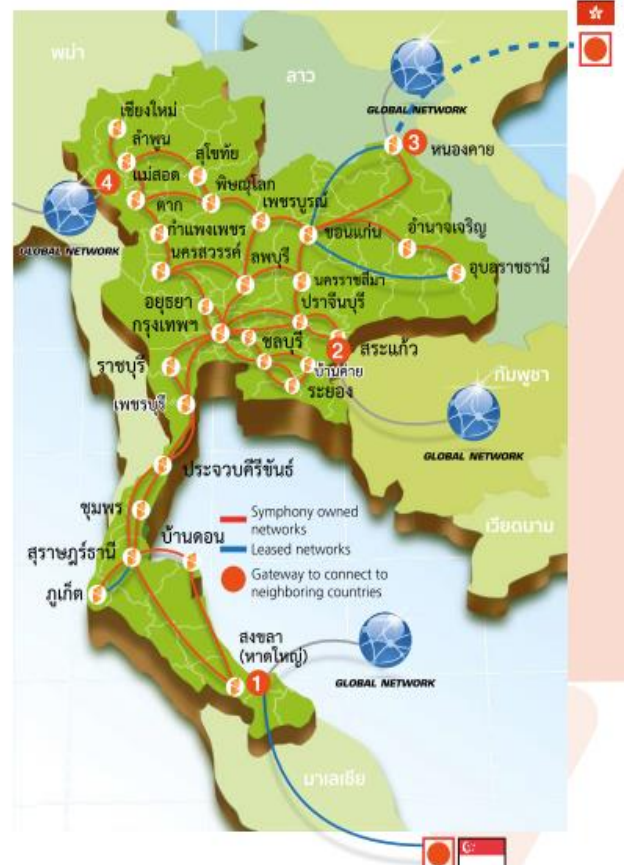 พม่า
ลาว
GLOBAL NETWORK
เชียงใหม่
ลำพูน
3
หนองคาย
สุโขทัย
4
แม่สอด
พิษณุโลก
ตาก
เพชรบูรณ์
GLOBAL NETWORK
กำแพงเพชร
ขอนแก่น
อำนาจเจริญ
นครสวรรค์
ลพบุรี
อุบลราชธานี
นครราชสีมา
อยุธยา
ปราจีนบุรี
กรุงเทพฯ
ชลบุรี
2
สระแก้ว
ราชบุรี
บ้านค่าย
ระยอง
กัมพูชา
เพชรบุรี
GLOBAL NETWORK
ประจวบคีรีขันธ์
ชุมพร
เวียดนาม
Symphony owned
networks
บ้านดอน
สุราษฎร์ธานี
Leased networks
Gateway to connect to
neighboring countries
ภูเก็ต
สงขลา
(หาดใหญ่)
1
GLOBAL NETWORK
มาเลเซีย